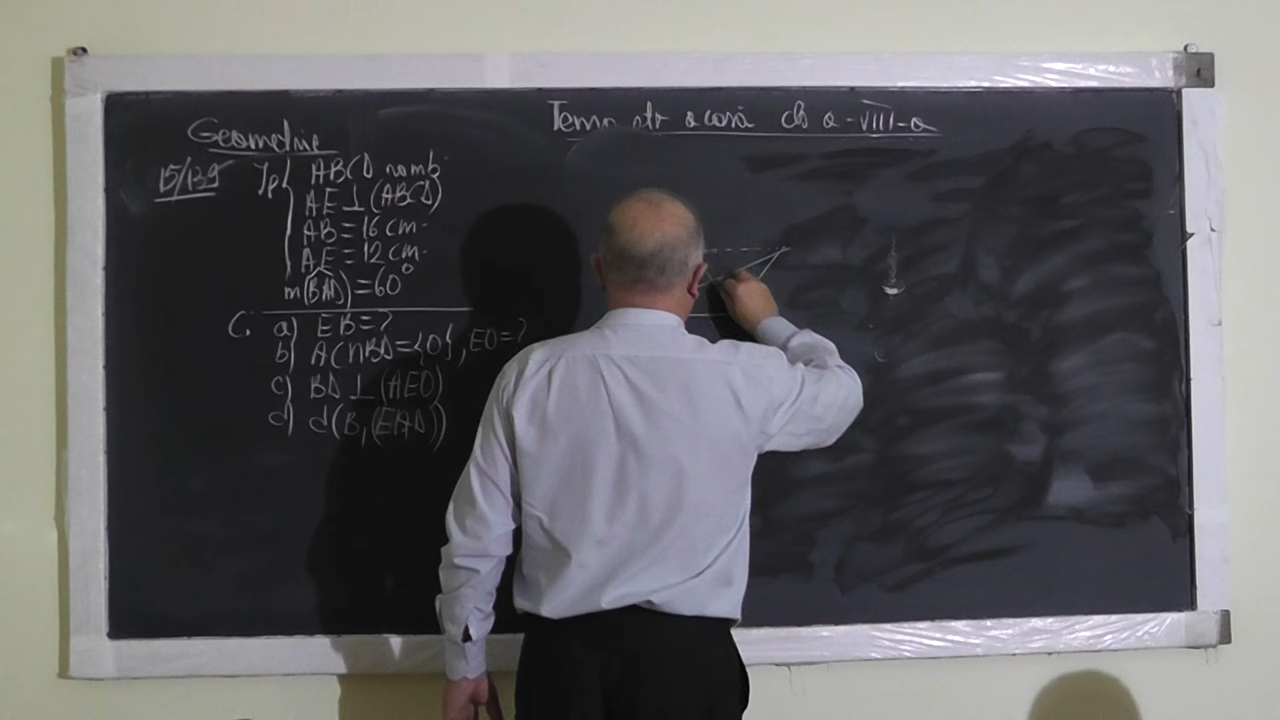 Geometrie
Tema ptr acasă cls a-VIII-a
15/139 Ip { ABCD romb
AE ⊥ (ABCD)
AB = 16 cm
AE = 12 cm
m(BAD) = 60°
C. a) EB = ?
b) AC∩BD = {O}, EO = ?
c) BD ⊥ (AEO)
d) d(B,(EAD))